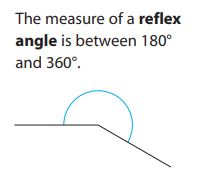 The measure of a reflex
angle is between 180°
and 360°.